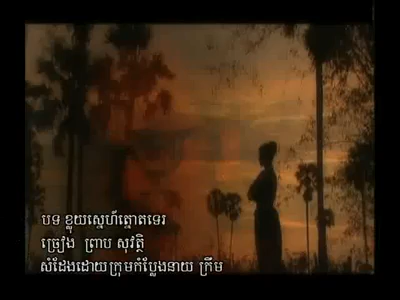 បទ ខ្លុយស្នេហ៍ត្នោតទេរ
ច្រៀង ព្រាប សុវត្ថិ
សំដែងដោយក្រុមកំប្លែងនាយ ក្រឹម